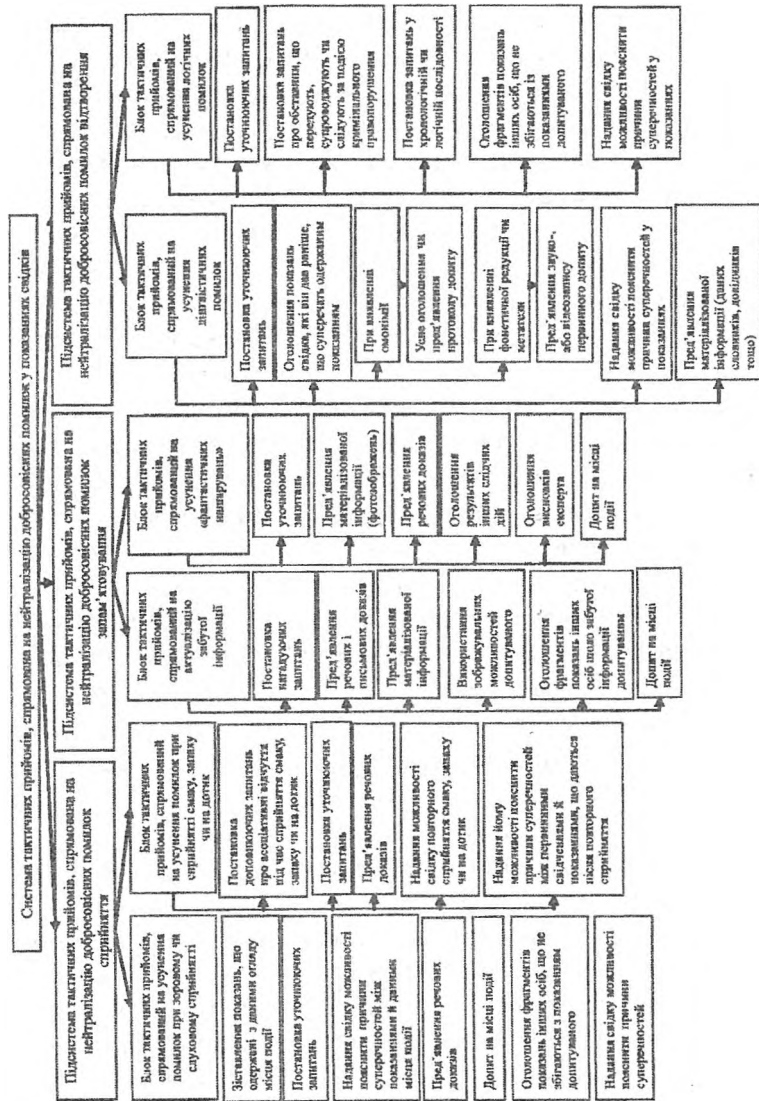 Система тактичних прийомів, спрямована на нейтралізацію добросовісних помилок у показаннях свідків
Підсистема тактичних прийомів, спрямована на
нейтралізацію добросовісних помилок
сприйняття
Блок тактичних прийомів,
спрямований на усунення
помилок при зоровому чи
слуховому сприйнятті
Зіставлення показань, що
одержані з даними огляду
місця події
Постановка уточнюючих
запитань
Надання свідку можливості
пояснити причини
суперечностей між
показаннями й даними
місця події
Пред'явлення речових
доказів
Допит на місці події
Оголошення фрагментів
показань інших осіб, що не
збігаються з показанням
допитуваного
Надання свідку можливості
пояснити причини
суперечностей
Блок тактичних
прийомів, спрямований
на усунення помилок при
сприйнятті смаку, запаху
чи на дотик
Постановка
доповнюючих запитань
про асоціативні відчуття
під час сприйняття смаку,
запаху чи на дотик
Постановка уточнюючих
запитань
Пред'явлення речових
доказів
Надання можливості
свідку повторного
сприйняття смаку, запаху
чи на дотик
Надання йому
можливості пояснити
причини суперечностей
між первинними
свідченнями й
показаннями, що даються
після повторного
сприйняття
Підсистема тактичних прийомів, спрямована на
нейтралізацію добросовісних помилок
запам'ятовування
Блок тактичних
прийомів,
спрямований на
актуалізацію
забутої
інформації
Постановка
нагадуючих
запитань
Пред'явлення
речових і
письмових доказів
Пред'явлення
матеріалізованої
інформації
Використання
зображувальних
можливостей
допитуваного
Оголошення
фрагментів
показань інших
осіб щодо забутої
інформації
допитуваним
Допит на місці
події
Блок тактичних
прийомів,
спрямований на
усунення
«фантастичних
нашарувань»
Постановка
уточнюючих
запитань
Пред'явлення
матеріалізованої
інформації
(фотозображень)
Пред'явлення
речових доказів
Оголошення
результатів
інших слідчих
дій
Оголошення
висновків
експерта
Допит на місці
події
Підсистема тактичних прийомів, спрямована на
нейтралізацію добросовісних помилок відтворення
Блок тактичних
прийомів,
спрямований на
усунення
лінгвістичних
помилок
Постановка уточнюючих
запитань
Оголошення показань
свідка, які він дав раніше,
що суперечать одержаним
показанням
При виявленні
омонімії
Усне оголошення чи
пред'явлення
протоколу допиту
При виявленні
фонетичної редукції чи
метатези
Пред'явлення звуко-,
або відеозапису
первинного допиту
Надання свідку
можливості пояснити
причини суперечностей у
показаннях
Пред'явлення
матеріалізованої
інформації (даних
словників, довідників
тощо)
Блок тактичних
прийомів,
спрямований на
усунення логічних
помилок
Постановка
уточнюючих запитань
Постановка запитань
про обставини, що
передують,
супроводжують чи
слідують за подією
кримінального
правопорушення
Постановка запитань у
хронологічній чи
логічній послідовності
Оголошення
фрагментів показань
інших осіб, що не
збігаються із
показаннями
допитуваного
Надання свідку
можливості пояснити
причини
суперечностей у
показаннях